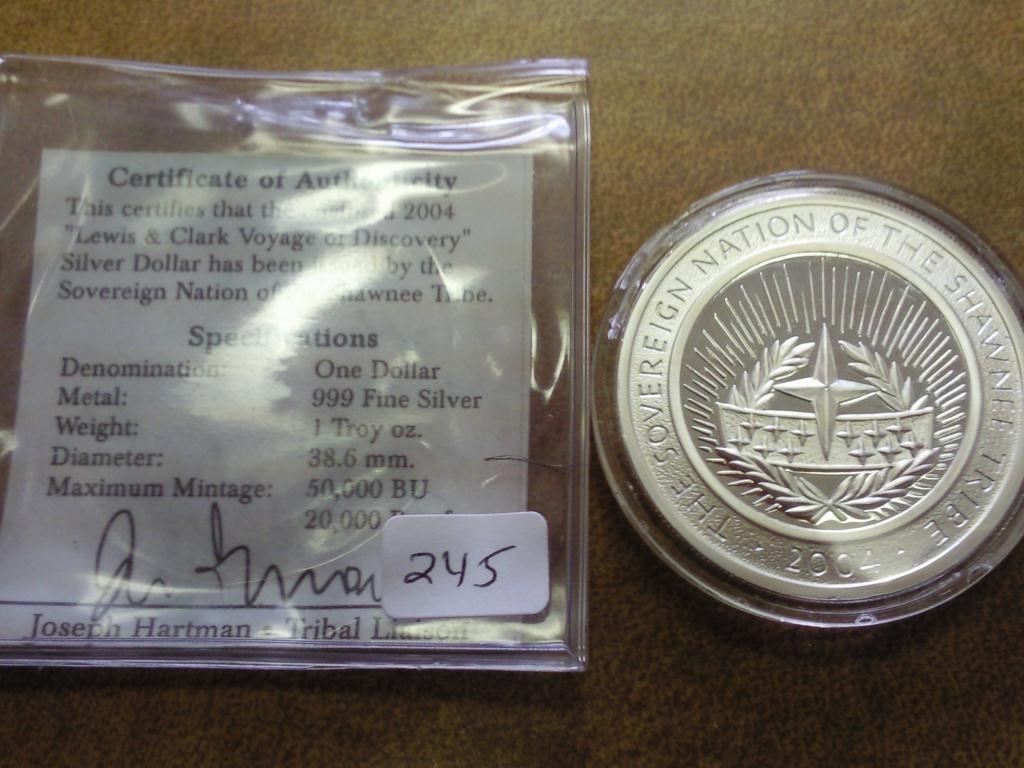 Certificate of Authenticity
This certifies that the 2004
"Lewis & Clark Voyage of Discovery"
Silver Dollar has been by the
Sovereign Nation of Shawnee Tribe.
Specifications
Denomination: One Dollar
Metal: 999 Fine Silver
Weight: 1 Troy oz.
Diameter: 38.6 mm.
Maximum Mintage: 50,000 BU
20,000
245
Joseph Hartman - Tribal Liaison
THE SOVEREIGN NATION OF THE SHAWNEE TRIBE
· 2004 ·